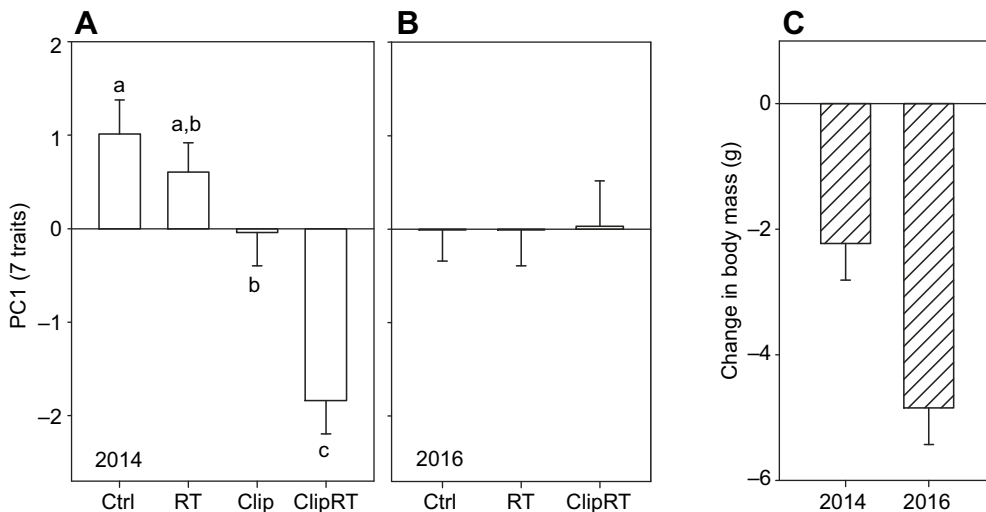 A
B
C
PC1 (7 traits)
2
1
0
–1
–2
a
a,b
b
c
2014
Ctrl RT Clip ClipRT
2016
Ctrl RT ClipRT
Change in body mass (g)
0
–2
–4
–6
2014 2016